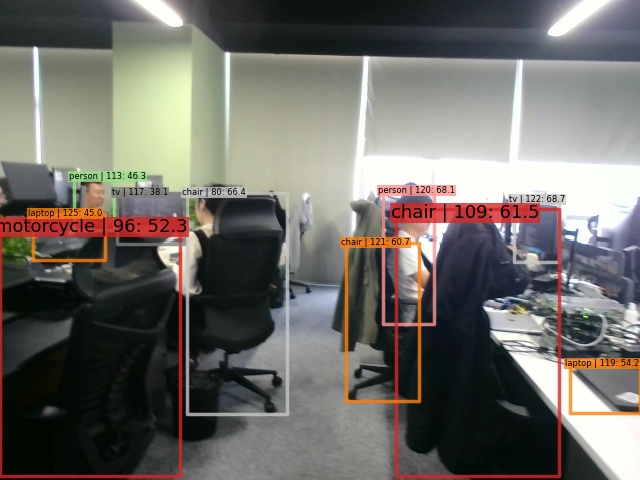 person | 113: 46.3
tv | 117: 38.1
chair | 80: 66.4
person | 120: 68.1
tv | 122: 68.7
laptop | 125: 45.0
motorcycle | 96: 52.3
chair | 109: 61.5
chair | 121: 60.7
laptop | 119: 54.2